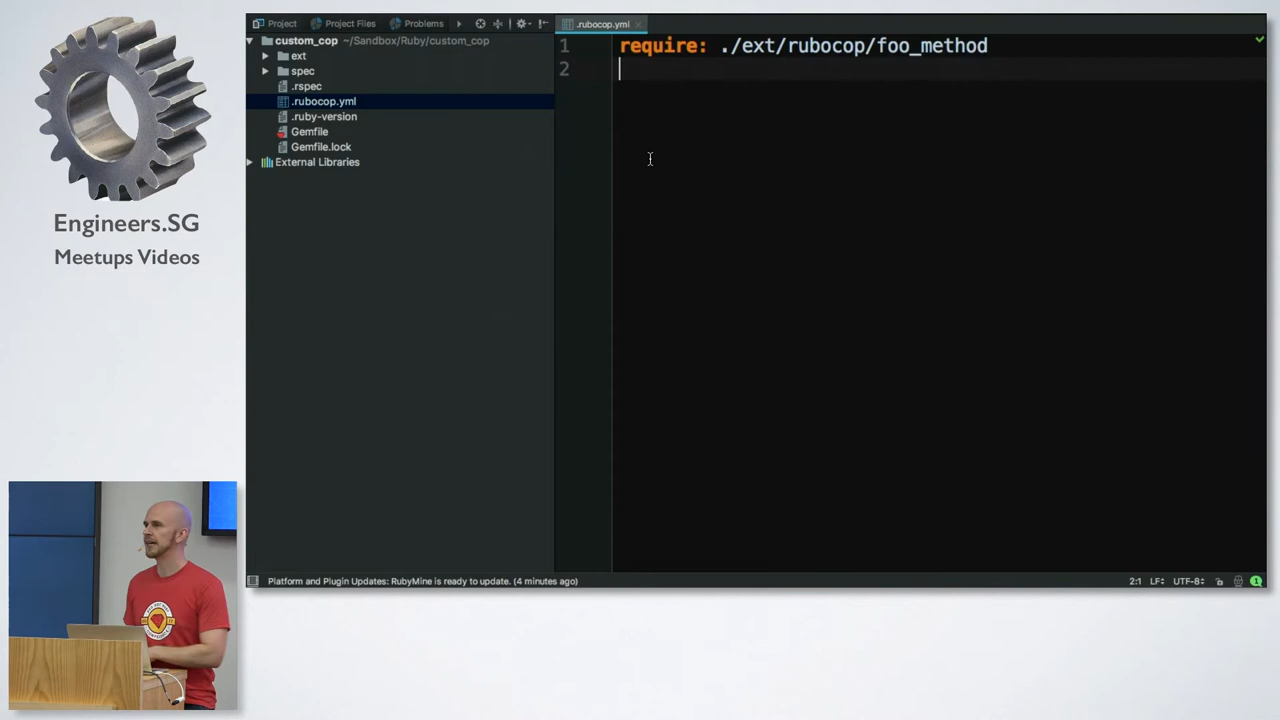 Engineers.SG
Meetups Videos
Project
Project Files
Problems
custom_cop ~/Sandbox/Ruby/custom_cop
ext
spec
.rspec
.rubocop.yml
.ruby-version
Gemfile
Gemfile.lock
External Libraries
.rubocop.yml
1 require: ./ext/rubocop/foo_method
2
Platform and Plugin Updates: RubyMine is ready to update. (4 minutes ago)
2:1 LF UTF-8
1